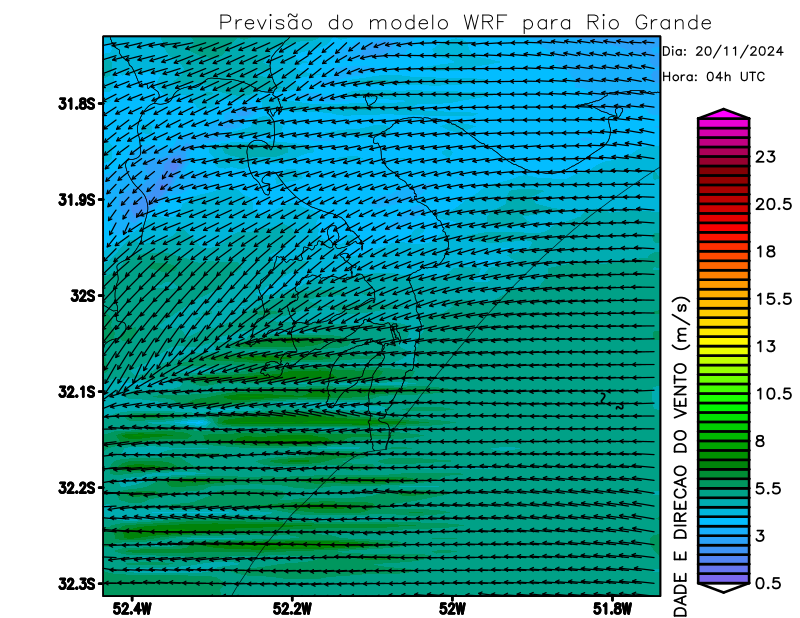 Previsão do modelo WRF para Rio Grande
Dia: 20/11/2024
Hora: 04h UTC
31.8S
31.9S
32S
32.1S
32.2S
32.3S
52.4W
52.2W
52W
51.8W
23
20.5
18
15.5
13
10.5
8
5.5
3
0.5
DADE E DIRECAO DO VENTO (m/s)